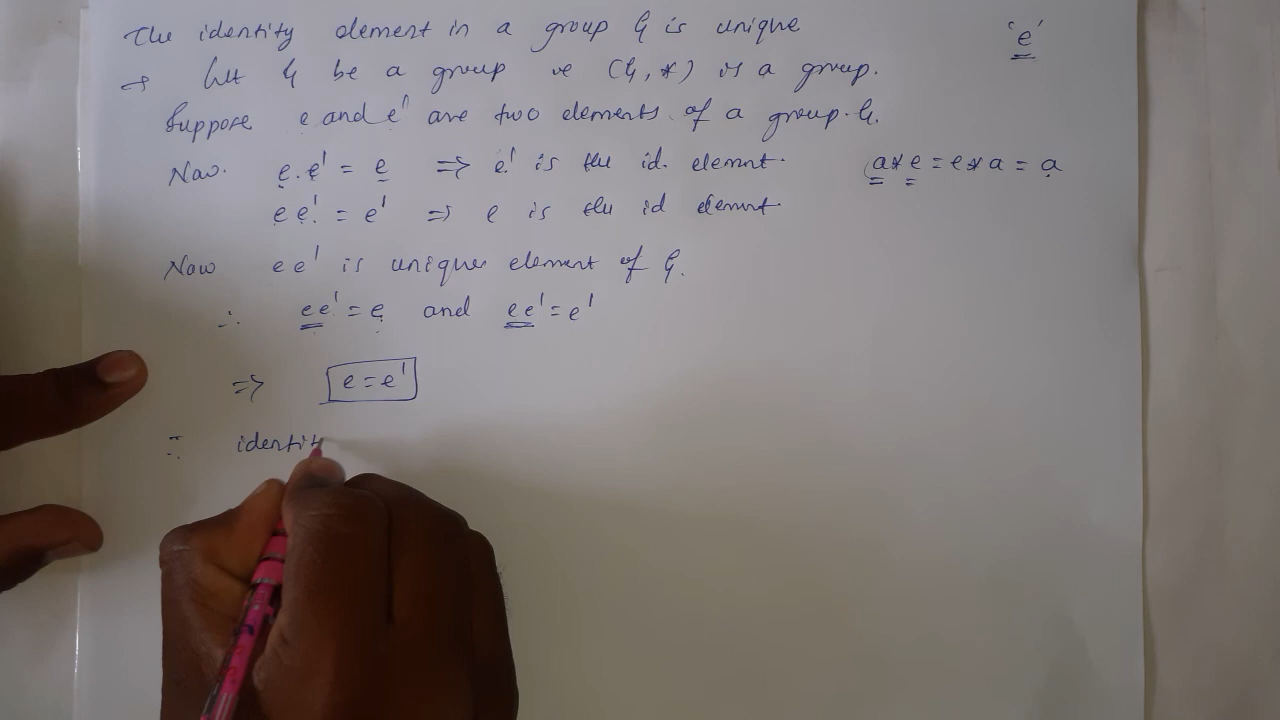 The identity element in a group G is unique
'e'
⇒ Let G be a group ie (G, *) is a group.
Suppose e and e' are two elements of a group G.
Now. e.e' = e ⇒ e' is the id. element.
a*e = e*a = a
ee' = e' ⇒ e is the id element.
Now ee' is unique element of G.
∴ ee' = e and ee' = e'
⇒ e = e'
∴ identit